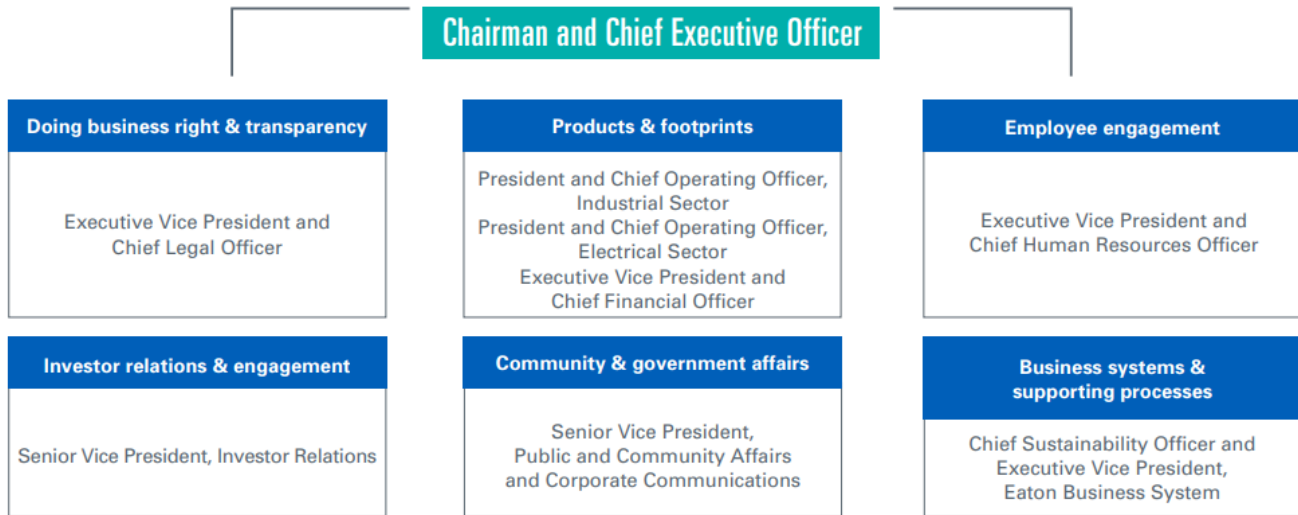 Chairman and Chief Executive Officer
Doing business right & transparency
Executive Vice President and
Chief Legal Officer
Products & footprints
President and Chief Operating Officer,
Industrial Sector
President and Chief Operating Officer,
Electrical Sector
Executive Vice President and
Chief Financial Officer
Employee engagement
Executive Vice President and
Chief Human Resources Officer
Investor relations & engagement
Senior Vice President, Investor Relations
Community & government affairs
Senior Vice President,
Public and Community Affairs
and Corporate Communications
Business systems &
supporting processes
Chief Sustainability Officer and
Executive Vice President,
Eaton Business System